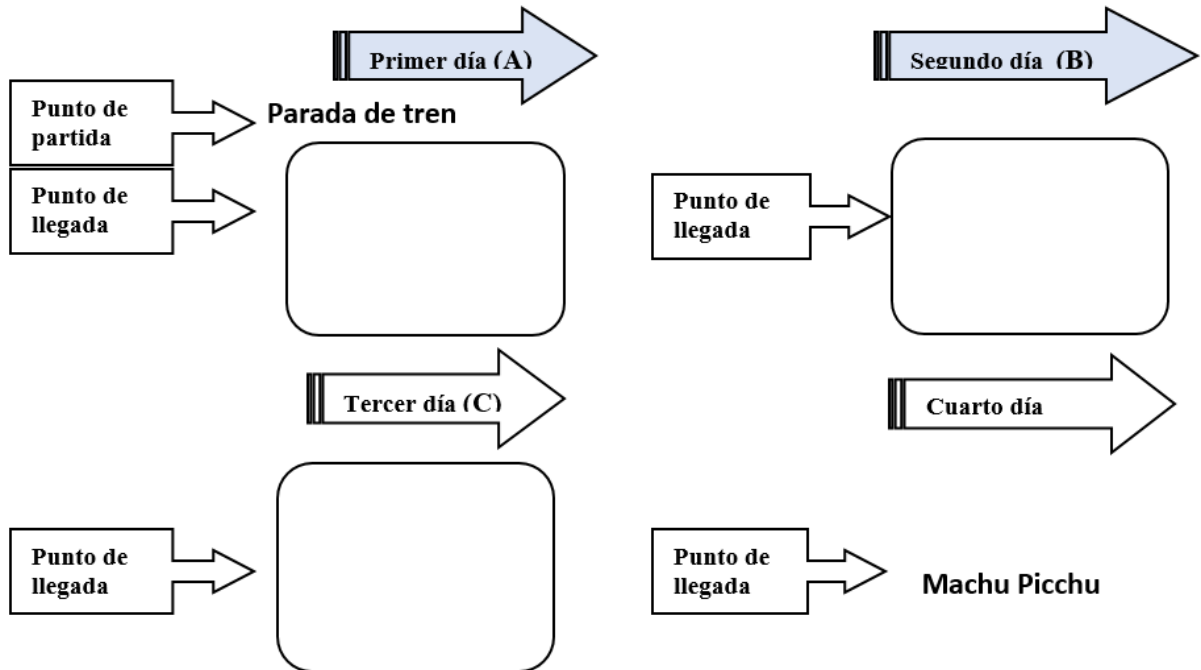 Primer día (A)
Segundo día (B)
Punto de
partida
Parada de tren
Punto de
llegada
Punto de
llegada
Tercer día (C)
Cuarto día
Punto de
llegada
Punto de
llegada
Machu Picchu